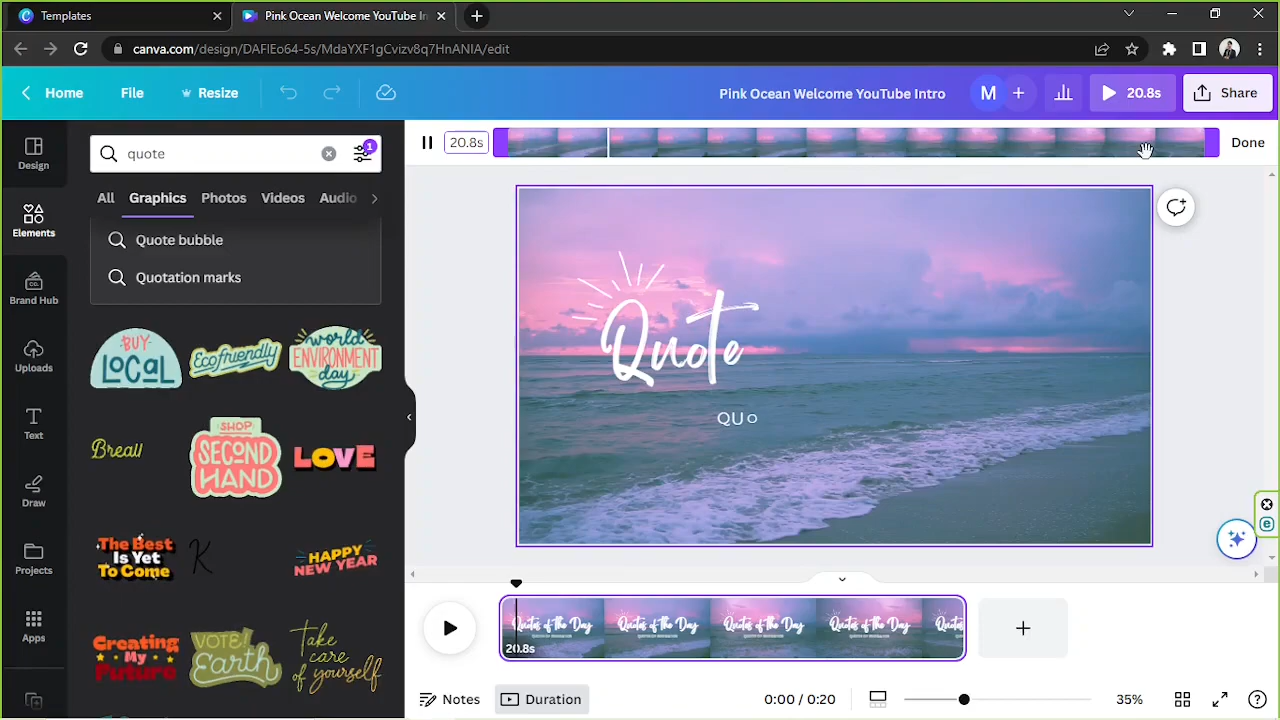 Templates
Pink Ocean Welcome YouTube In
canva.com/design/DAFIEo64-5s/MdaYXF1gCvizv8q7HnANIA/edit
Home
File
Resize
Pink Ocean Welcome YouTube Intro
M
20.8s
Share
Design
Elements
Brand Hub
Uploads
Text
Draw
Projects
Apps
quote
1
All
Graphics
Photos
Videos
Audio
Quote bubble
Quotation marks
BUY
LOCAL
Ecofriendly
world
ENVIRONMENT
day
SHOP
SECOND
HAND
LOVE
The Best
Is Yet
To Come
K
HAPPY
NEW YEAR
Creating
My
Future
VOTE!
Earth
Take
care of
yourself
20.8s
Done
Quote
QUO
Quotes of the Day
Quotes of the Day
Quotes of the Day
Quotes of the Day
Quotes
20.8s
Notes
Duration
0:00 / 0:20
35%